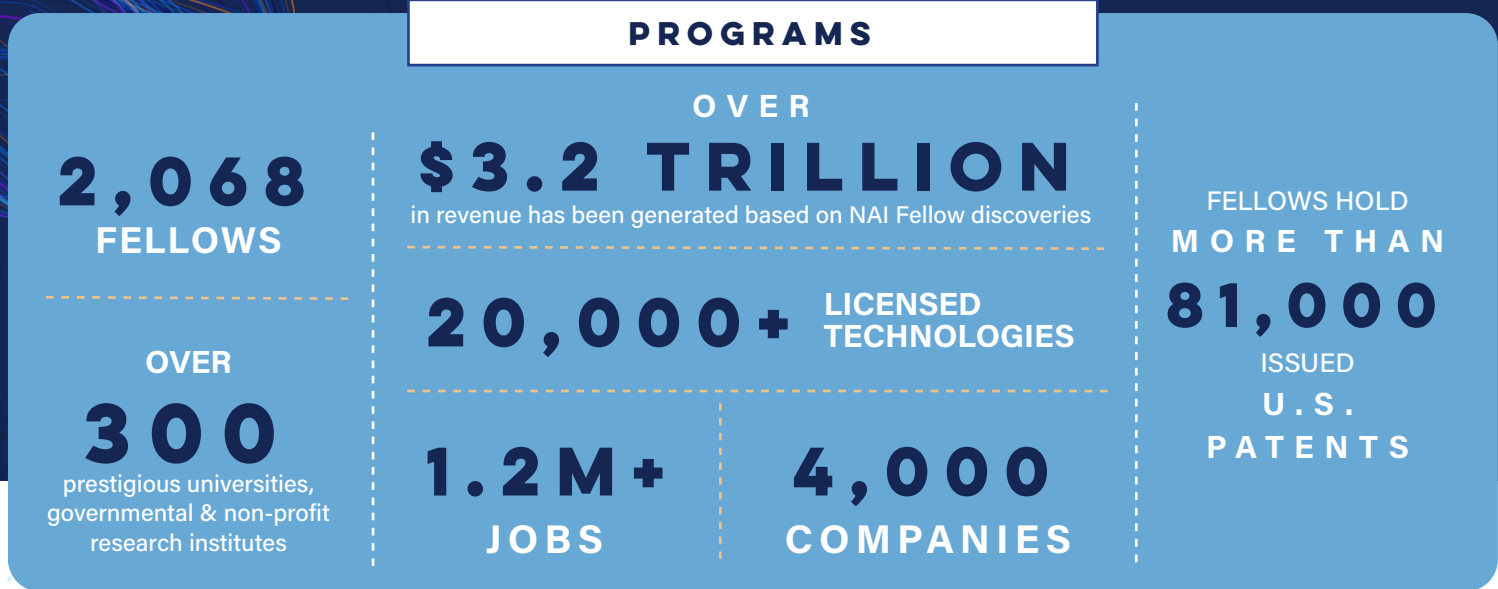 PROGRAMS
2,068
FELLOWS
OVER
300
prestigious universities,
governmental & non-profit
research institutes
OVER
$3.2 TRILLION
in revenue has been generated based on NAI Fellow discoveries
20,000+
LICENSED
TECHNOLOGIES
1.2M+
JOBS
4,000
COMPANIES
FELLOWS HOLD
MORE THAN
81,000
ISSUED
U.S.
PATENTS